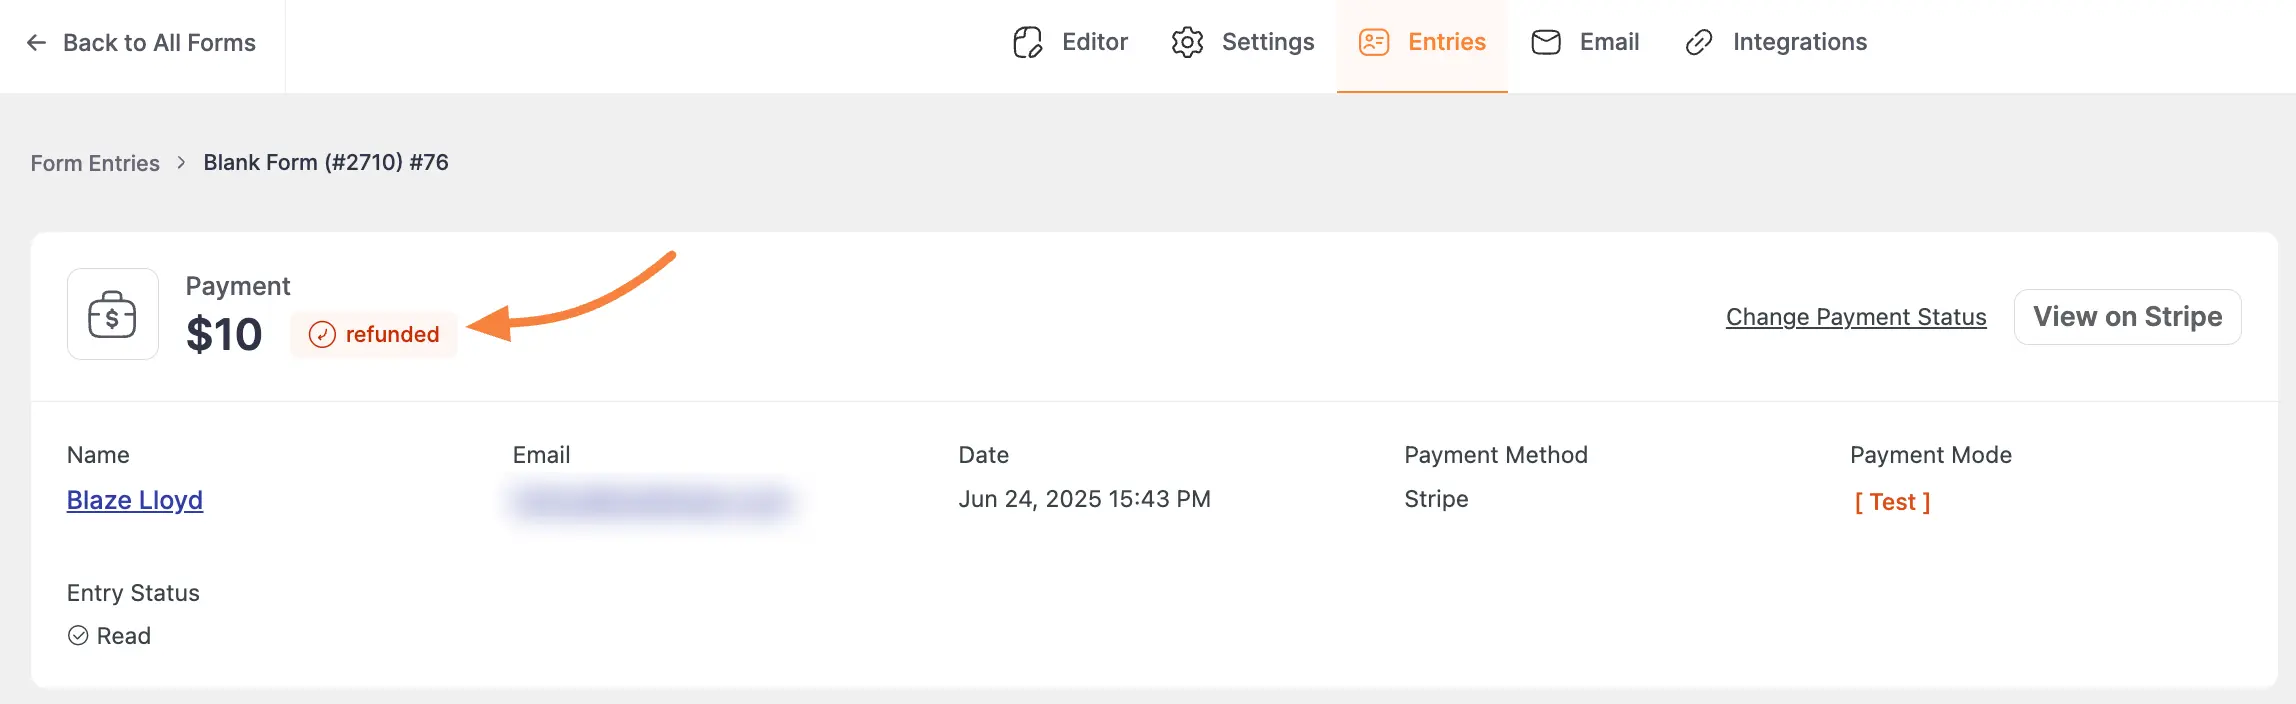 Back to All Forms
Editor
Settings
Entries
Email
Integrations
Form Entries > Blank Form (#2710) #76
Payment
$10 refunded
Change Payment Status
View on Stripe
Name
Blaze Lloyd
Email
Date
Jun 24, 2025 15:43 PM
Payment Method
Stripe
Payment Mode
[ Test ]
Entry Status
Read